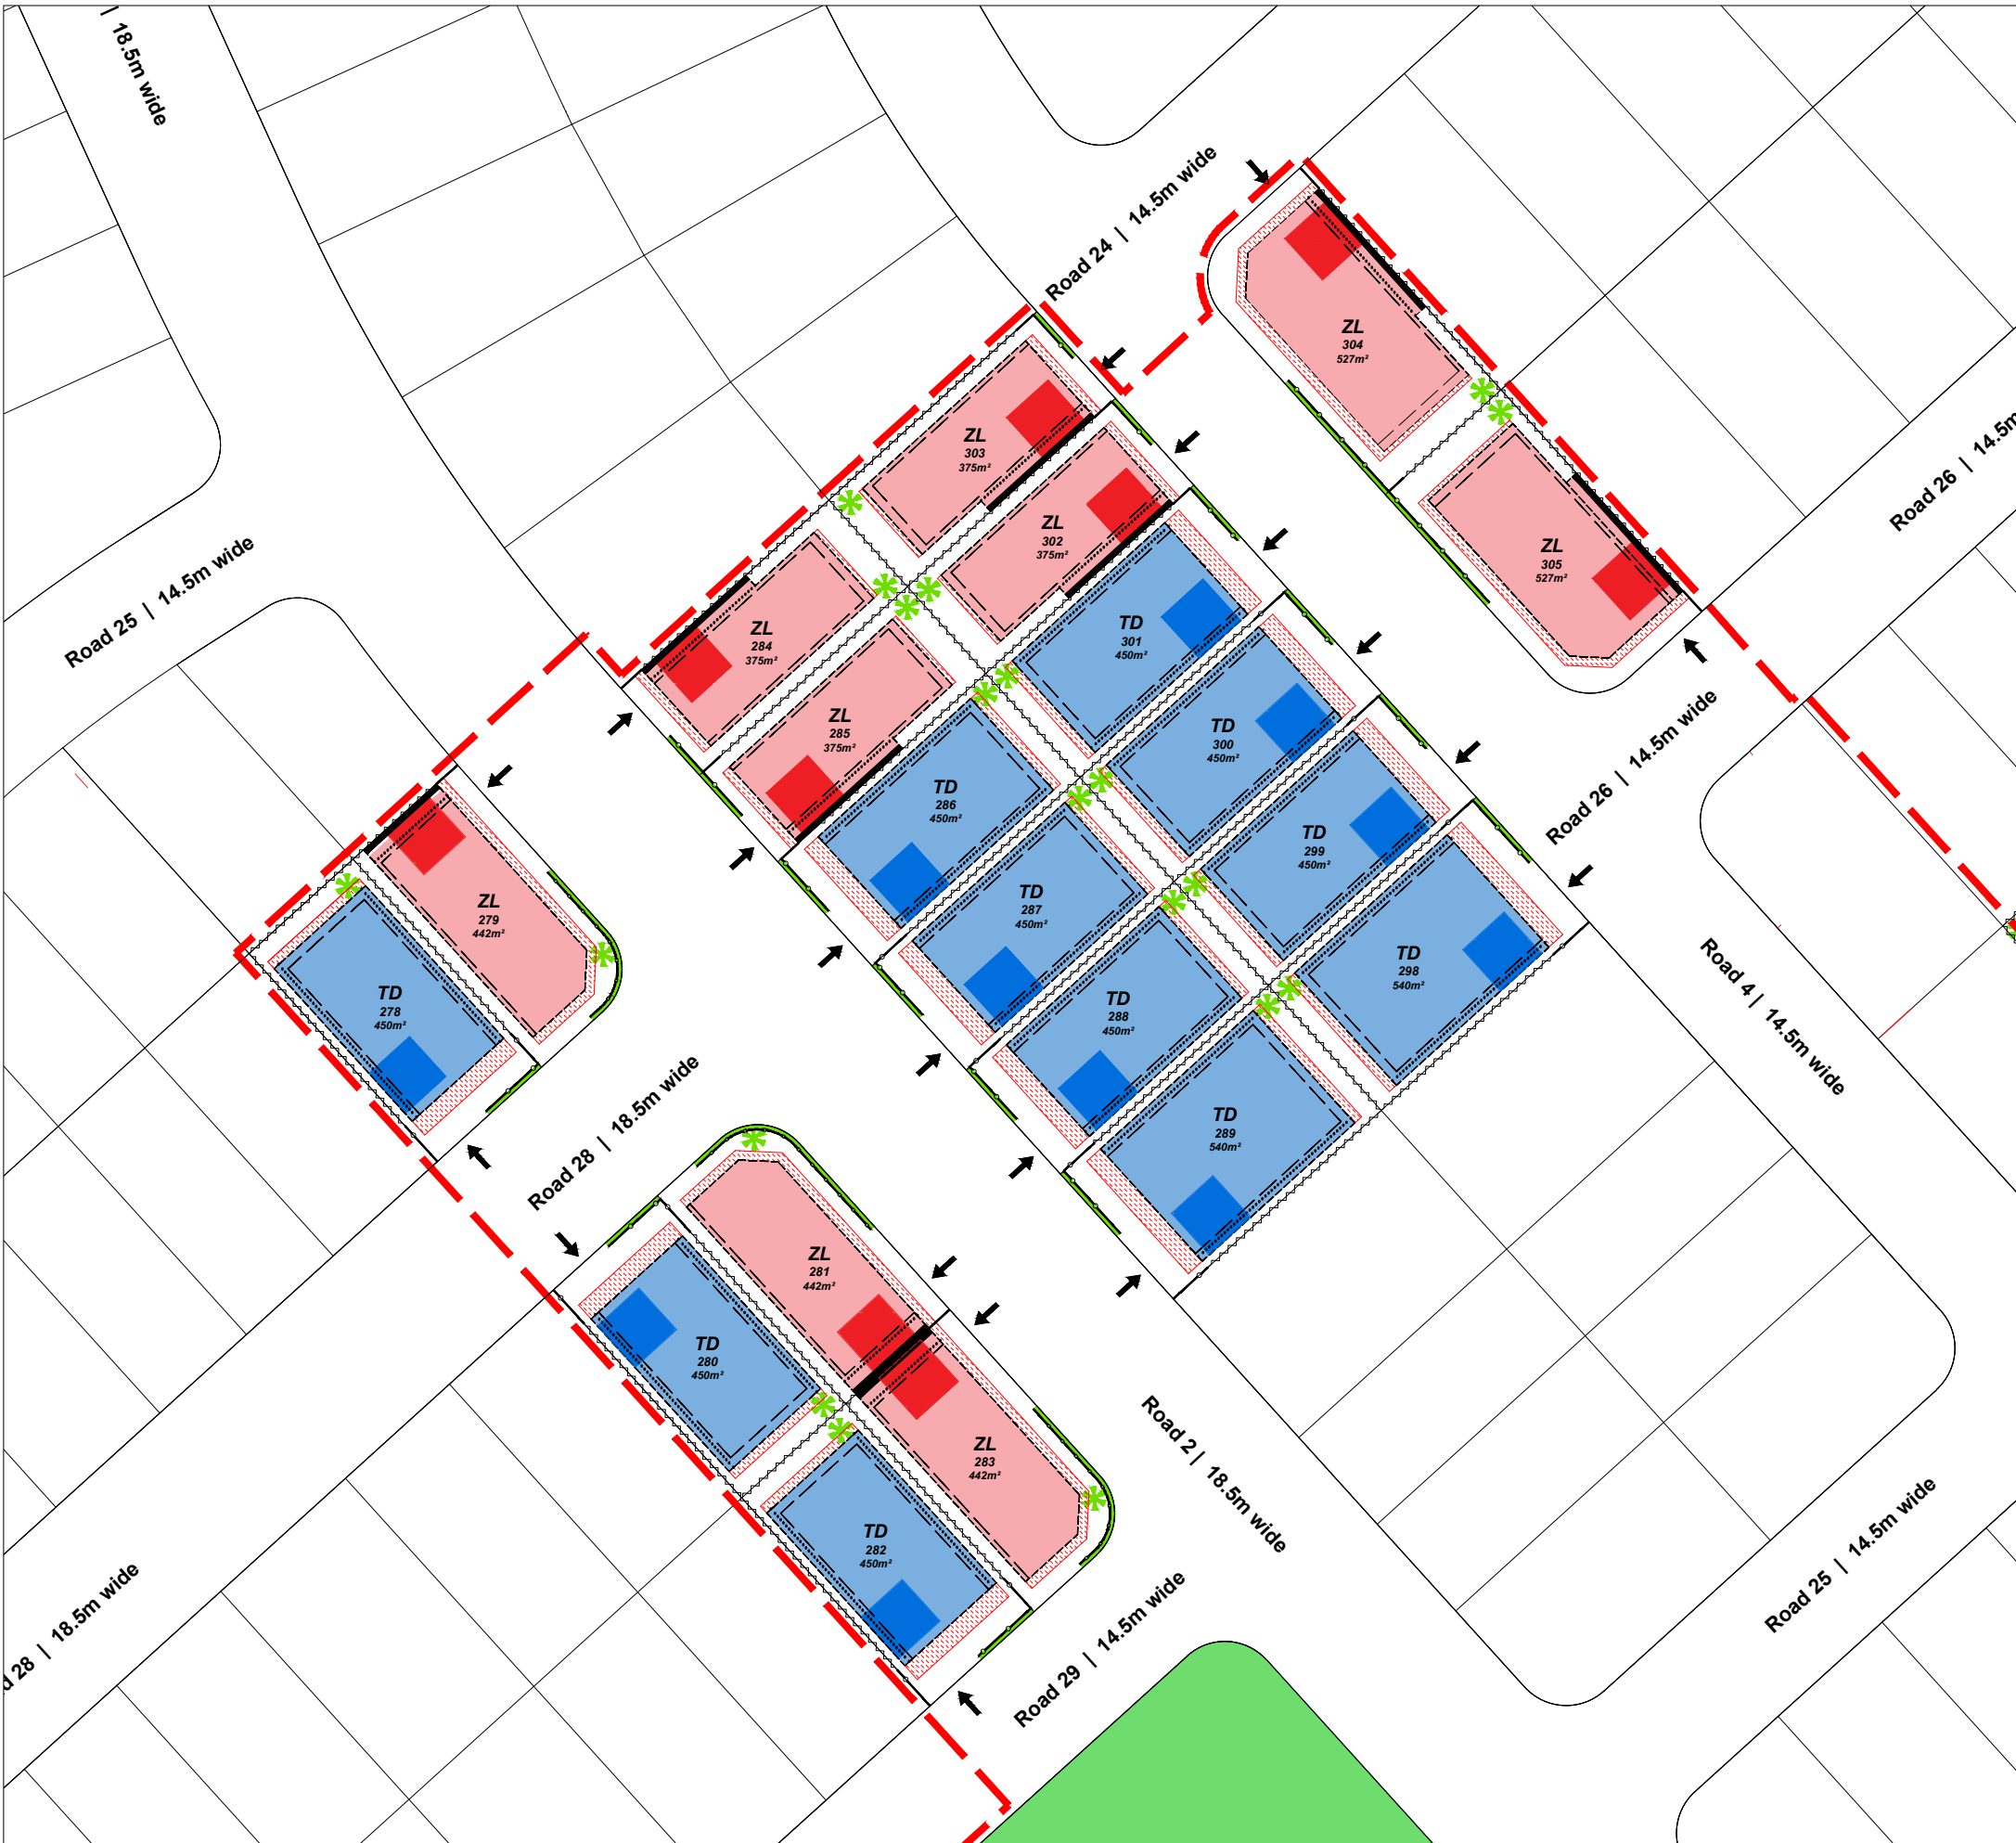 | 18.5m wide
Road 24 | 14.5m wide
ZL
304
527m²
ZL
303
375m²
ZL
302
375m²
Road 26 | 14.5m
ZL
305
527m²
Road 25 | 14.5m wide
ZL
284
375m²
TD
301
450m²
ZL
285
375m²
TD
300
450m²
Road 26 | 14.5m wide
TD
286
450m²
TD
299
450m²
ZL
279
442m²
TD
287
450m²
TD
298
540m²
TD
278
450m²
TD
288
450m²
Road 4 | 14.5m wide
Road 28 | 18.5m wide
TD
289
540m²
ZL
281
442m²
TD
280
450m²
ZL
283
442m²
Road 2 | 18.5m wide
TD
282
450m²
Road 25 | 14.5m wide
d 28 | 18.5m wide
Road 29 | 14.5m wide